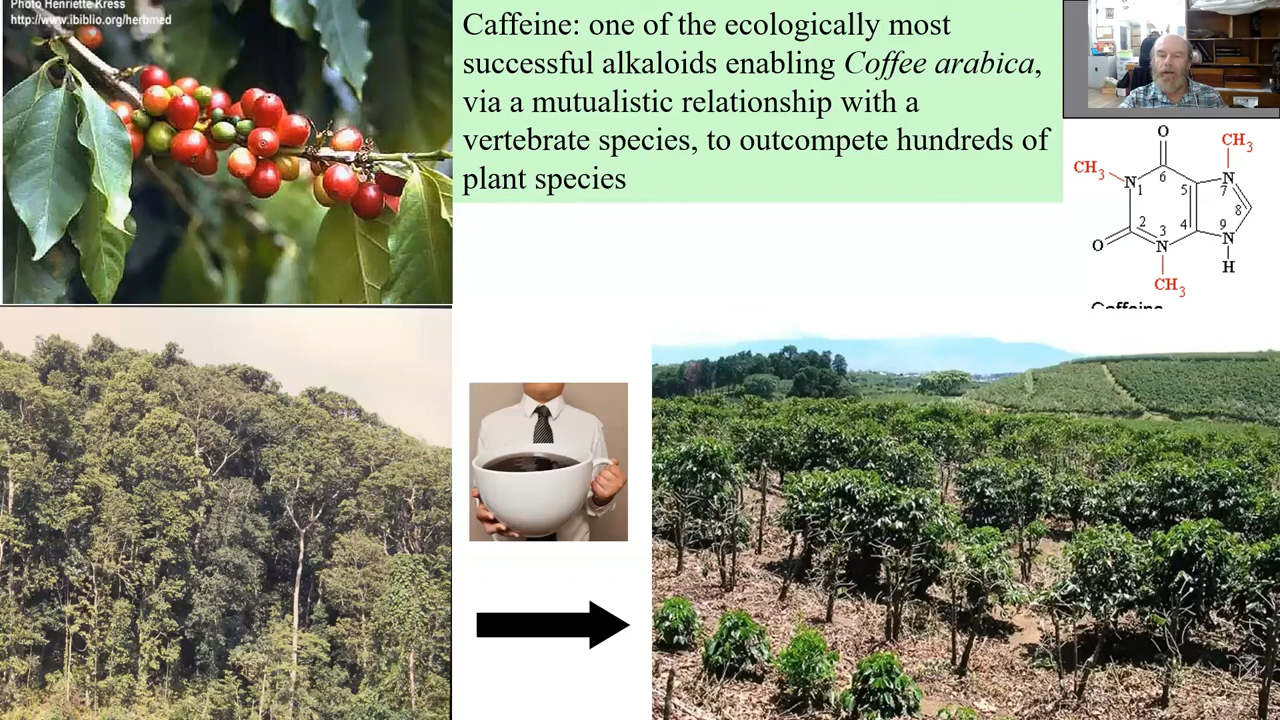 Photo Henriette Kress
http://www.ibiblio.org/herbmed
Caffeine: one of the ecologically most
successful alkaloids enabling Coffee arabica,
via a mutualistic relationship with a
vertebrate species, to outcompete hundreds of
plant species
O
CH3
CH3
6
N
1
5
N
7
8
2
3
4
9
O
N
N
H
CH3
Caffeine